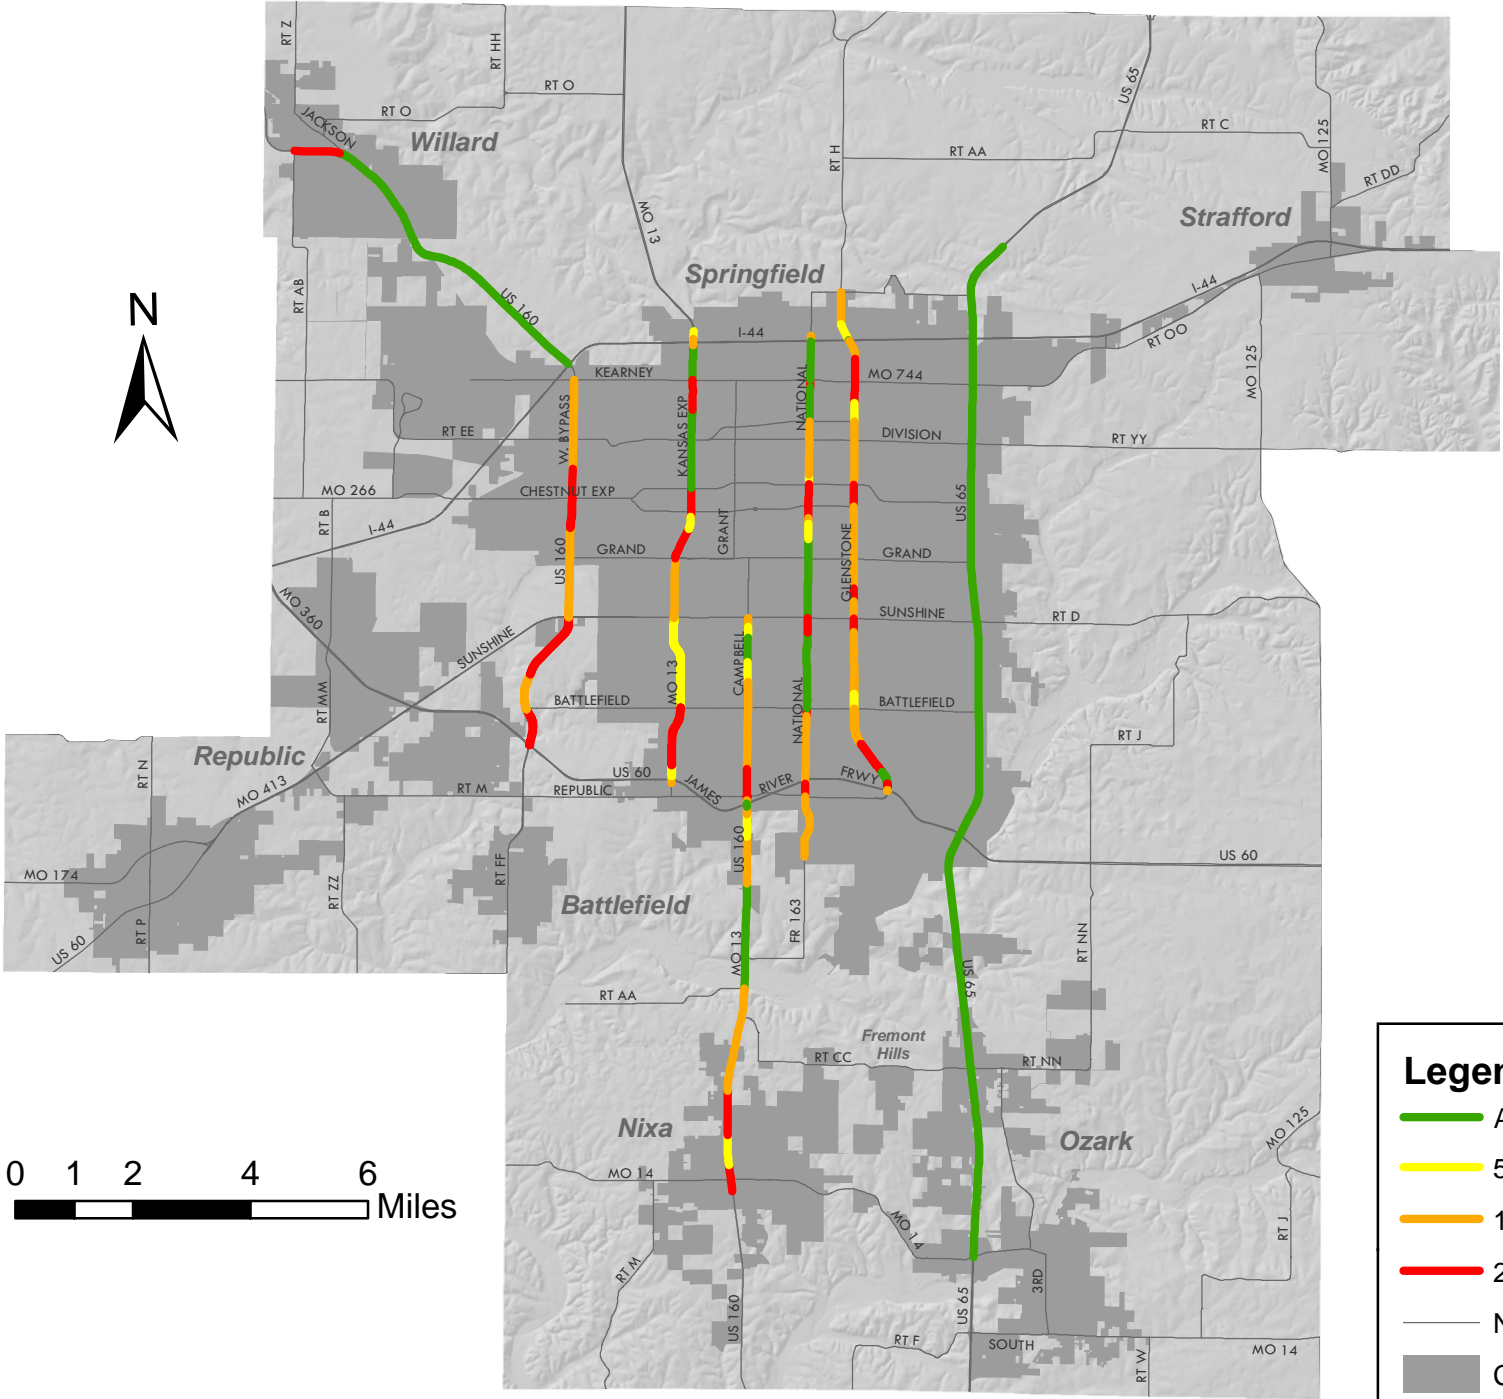 RT Z
RT HH
RT O
RT O
JACKSON
Willard
US 65
RT C
MO 125
RT H
RT AA
RT DD
MO 13
Strafford
Springfield
RT AB
US 160
N
I-44
I-44
RT OO
MO 125
KEARNEY
MO 744
NATIONAL
W. BYPASS
KANSAS EXP
RT EE
DIVISION
RT YY
MO 266
CHESTNUT EXP
US 65
RT B
I-44
GRANT
US 160
GRAND
GRAND
GLENSTONE
MO 360
SUNSHINE
RT D
SUNSHINE
CAMPBELL
MO 13
RT MM
BATTLEFIELD
NATIONAL
BATTLEFIELD
RT J
Republic
RT N
US 60
JAMES
RIVER
FRWY
MO 413
RT M
REPUBLIC
US 160
US 60
MO 174
RT ZZ
RT FF
Battlefield
RT P
US 60
FR 163
MO 13
RT NN
US 65
RT AA
Fremont
Hills
RT CC
RT NN
Legen
A
Nixa
Ozark
MO 125
5
0 1 2 4 6
Miles
MO 14
1
MO 14
RT J
RT M
3RD
2
US 160
US 65
N
RT F
SOUTH
RT W
MO 14
C